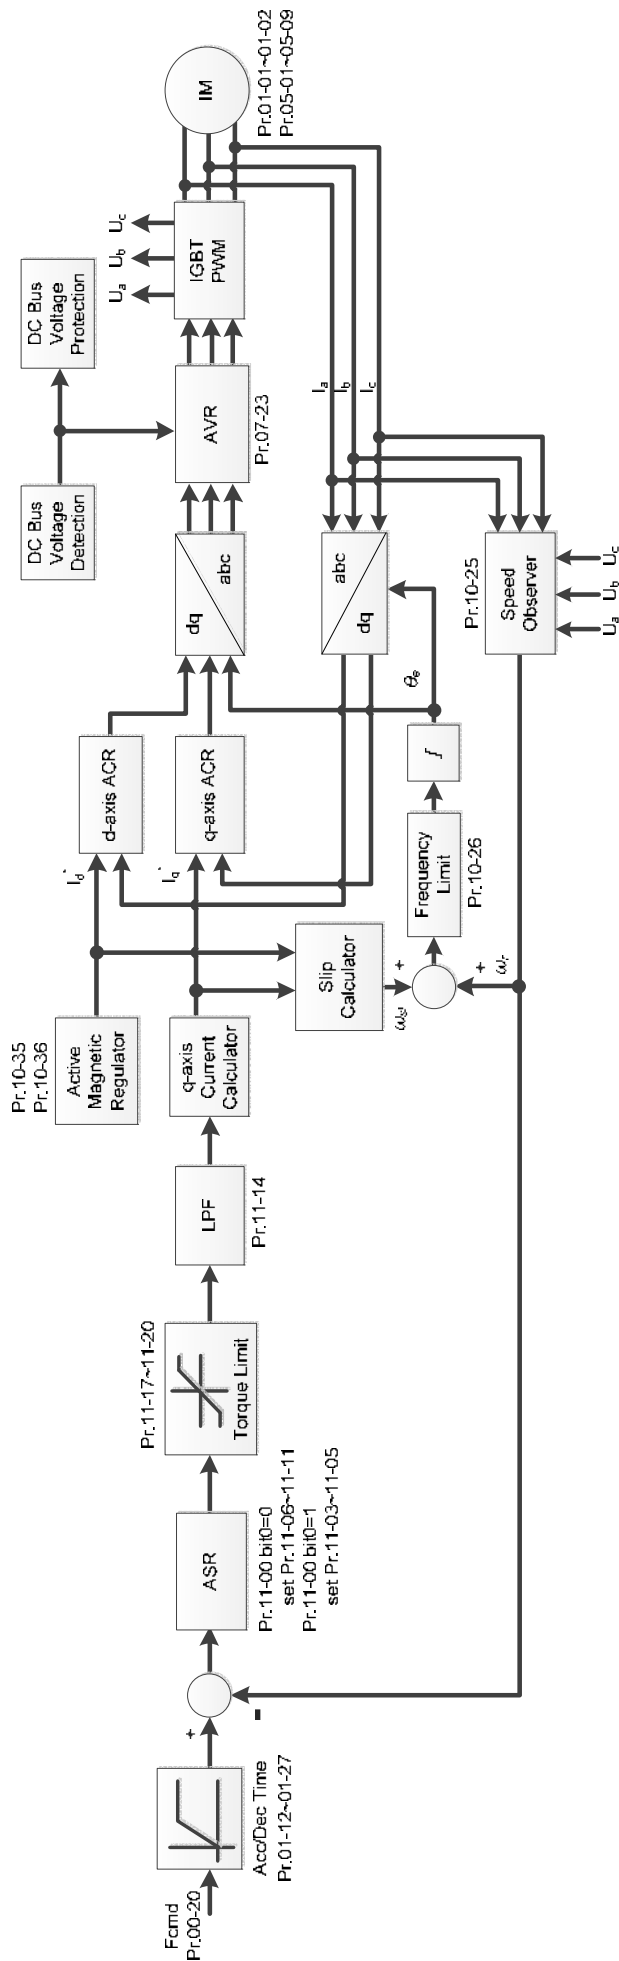 Fcmd
Pr.00-20
Acc/Dec Time
Pr.01-12~01-27
+
-
ASR
Pr.11-00 bit0=0
set Pr.11-06~11-11
Pr.11-00 bit0=1
set Pr.11-03~11-05
Pr.11-17~11-20
Torque Limit
LPF
Pr.11-14
Pr.10-35
Pr.10-36
Active
Magnetic
Regulator
q-axis
Current
Calculator
Id*
Iq*
d-axis ACR
q-axis ACR
Slip
Calculator
ωsl
+
+
ωr
Frequency
Limit
Pr.10-26
∫
θe
dq
abc
abc
dq
DC Bus
Voltage
Detection
DC Bus
Voltage
Protection
AVR
Pr.07-23
IGBT
PWM
Ua
Ub
Uc
IM
Pr.01-01~01-02
Pr.05-01~05-09
Ia
Ib
Ic
Pr.10-25
Speed
Observer
Ua
Ub
Uc